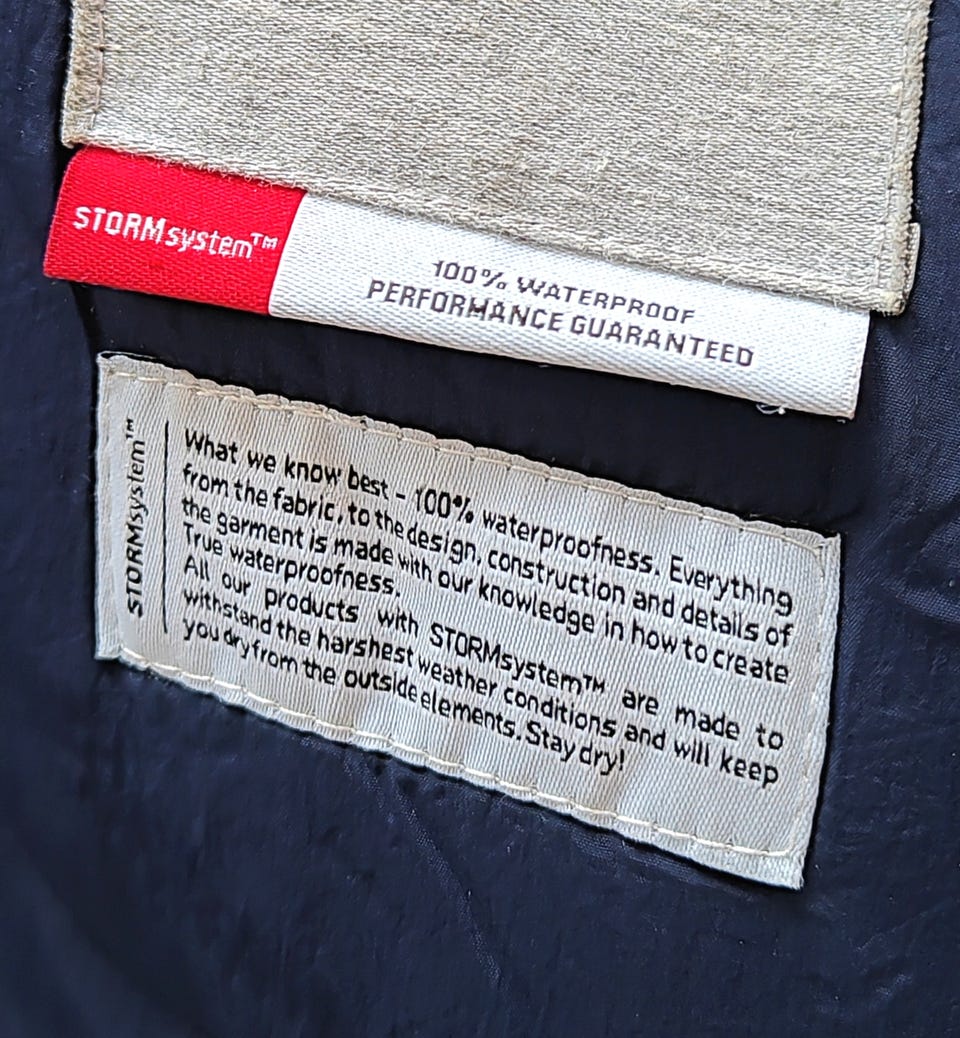 STORMsystem™
100% WATERPROOF
PERFORMANCE GUARANTEED
STORMsystem™
What we know best - 100% waterproofness. Everything
from the fabric, to the design, construction and details of
the garment is made with our knowledge in how to create
True waterproofness.
All our products with STORMsystem™ are made to
withstand the harshest weather conditions and will keep
you dry from the outside elements. Stay dry!